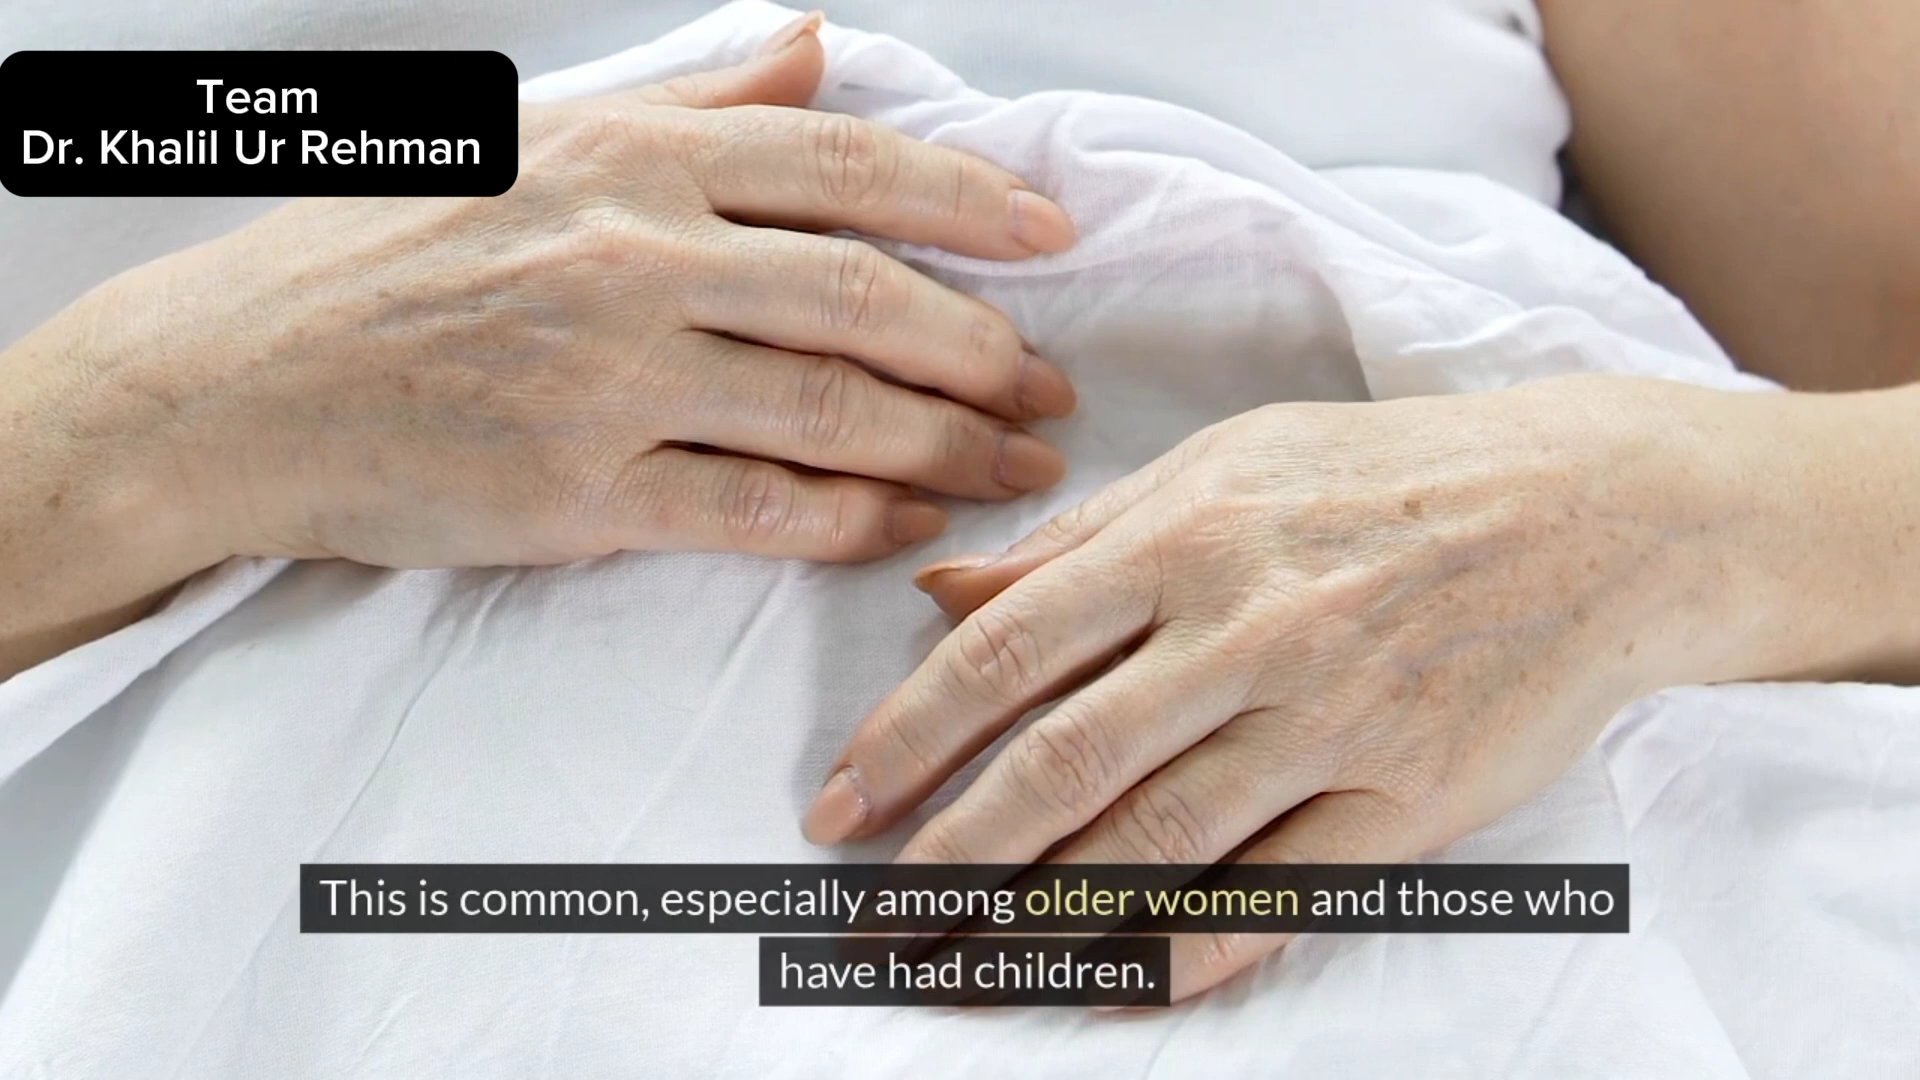 Team
Dr. Khalil Ur Rehman
This is common, especially among older women and those who
have had children.